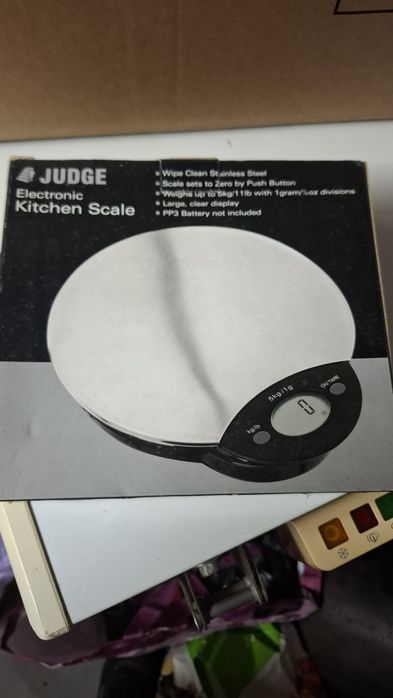 JUDGE
Electronic
Kitchen Scale
Wipe Clean Stainless Steel
Scale sets to Zero by Push Button
Weighs up to 5kg/11lb with 1gram/⅛oz divisions
Large, clear display
PP3 Battery not included
5kg/1g
ON/TARE
0
kg/lb